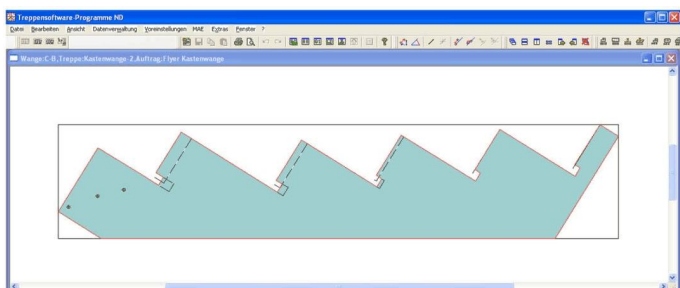 Treppensoftware-Programme ND
Datei Bearbeiten Ansicht Datenverwaltung Voreinstellungen MAE Extras Fenster ?
Wange:C-D,Treppe:Kastenwange-2,Auftrag:Flyer Kastenwange